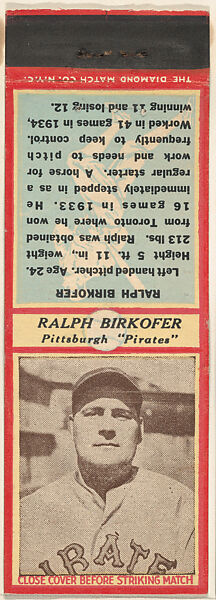 THE DIAMOND MATCH CO. N.Y.C.
RALPH BIRKOFER
Left handed pitcher. Age 24.
Height 5 ft. 11 in., weight
213 lbs. Ralph was obtained
from Toronto where he won
16 games in 1933. He
immediately stepped in as a
regular starter. A horse for
work and needs to pitch
frequently to keep control.
Worked in 41 games in 1934,
winning 11 and losing 12.
RALPH BIRKOFER
Pittsburgh "Pirates"
PIRATE
CLOSE COVER BEFORE STRIKING MATCH